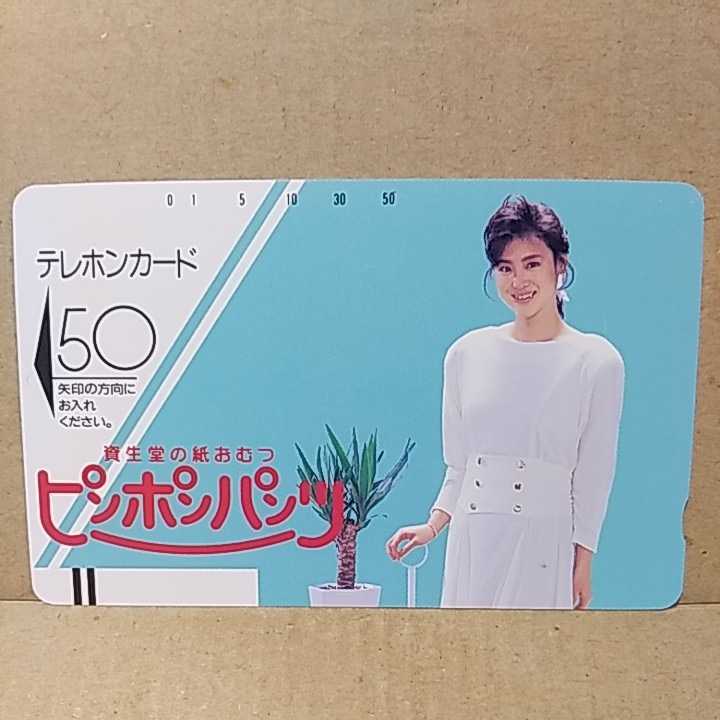 0 1 5 10 30 50
テレホンカード
50
矢印の方向に
お入れ
ください。
資生堂の紙おむつ
ピンポンパンツ